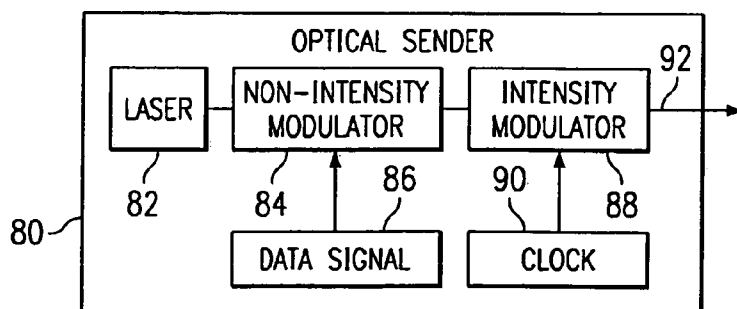 OPTICAL SENDER
92
LASER
NON-INTENSITY
MODULATOR
INTENSITY
MODULATOR
82
84
86
90
88
80
DATA SIGNAL
CLOCK